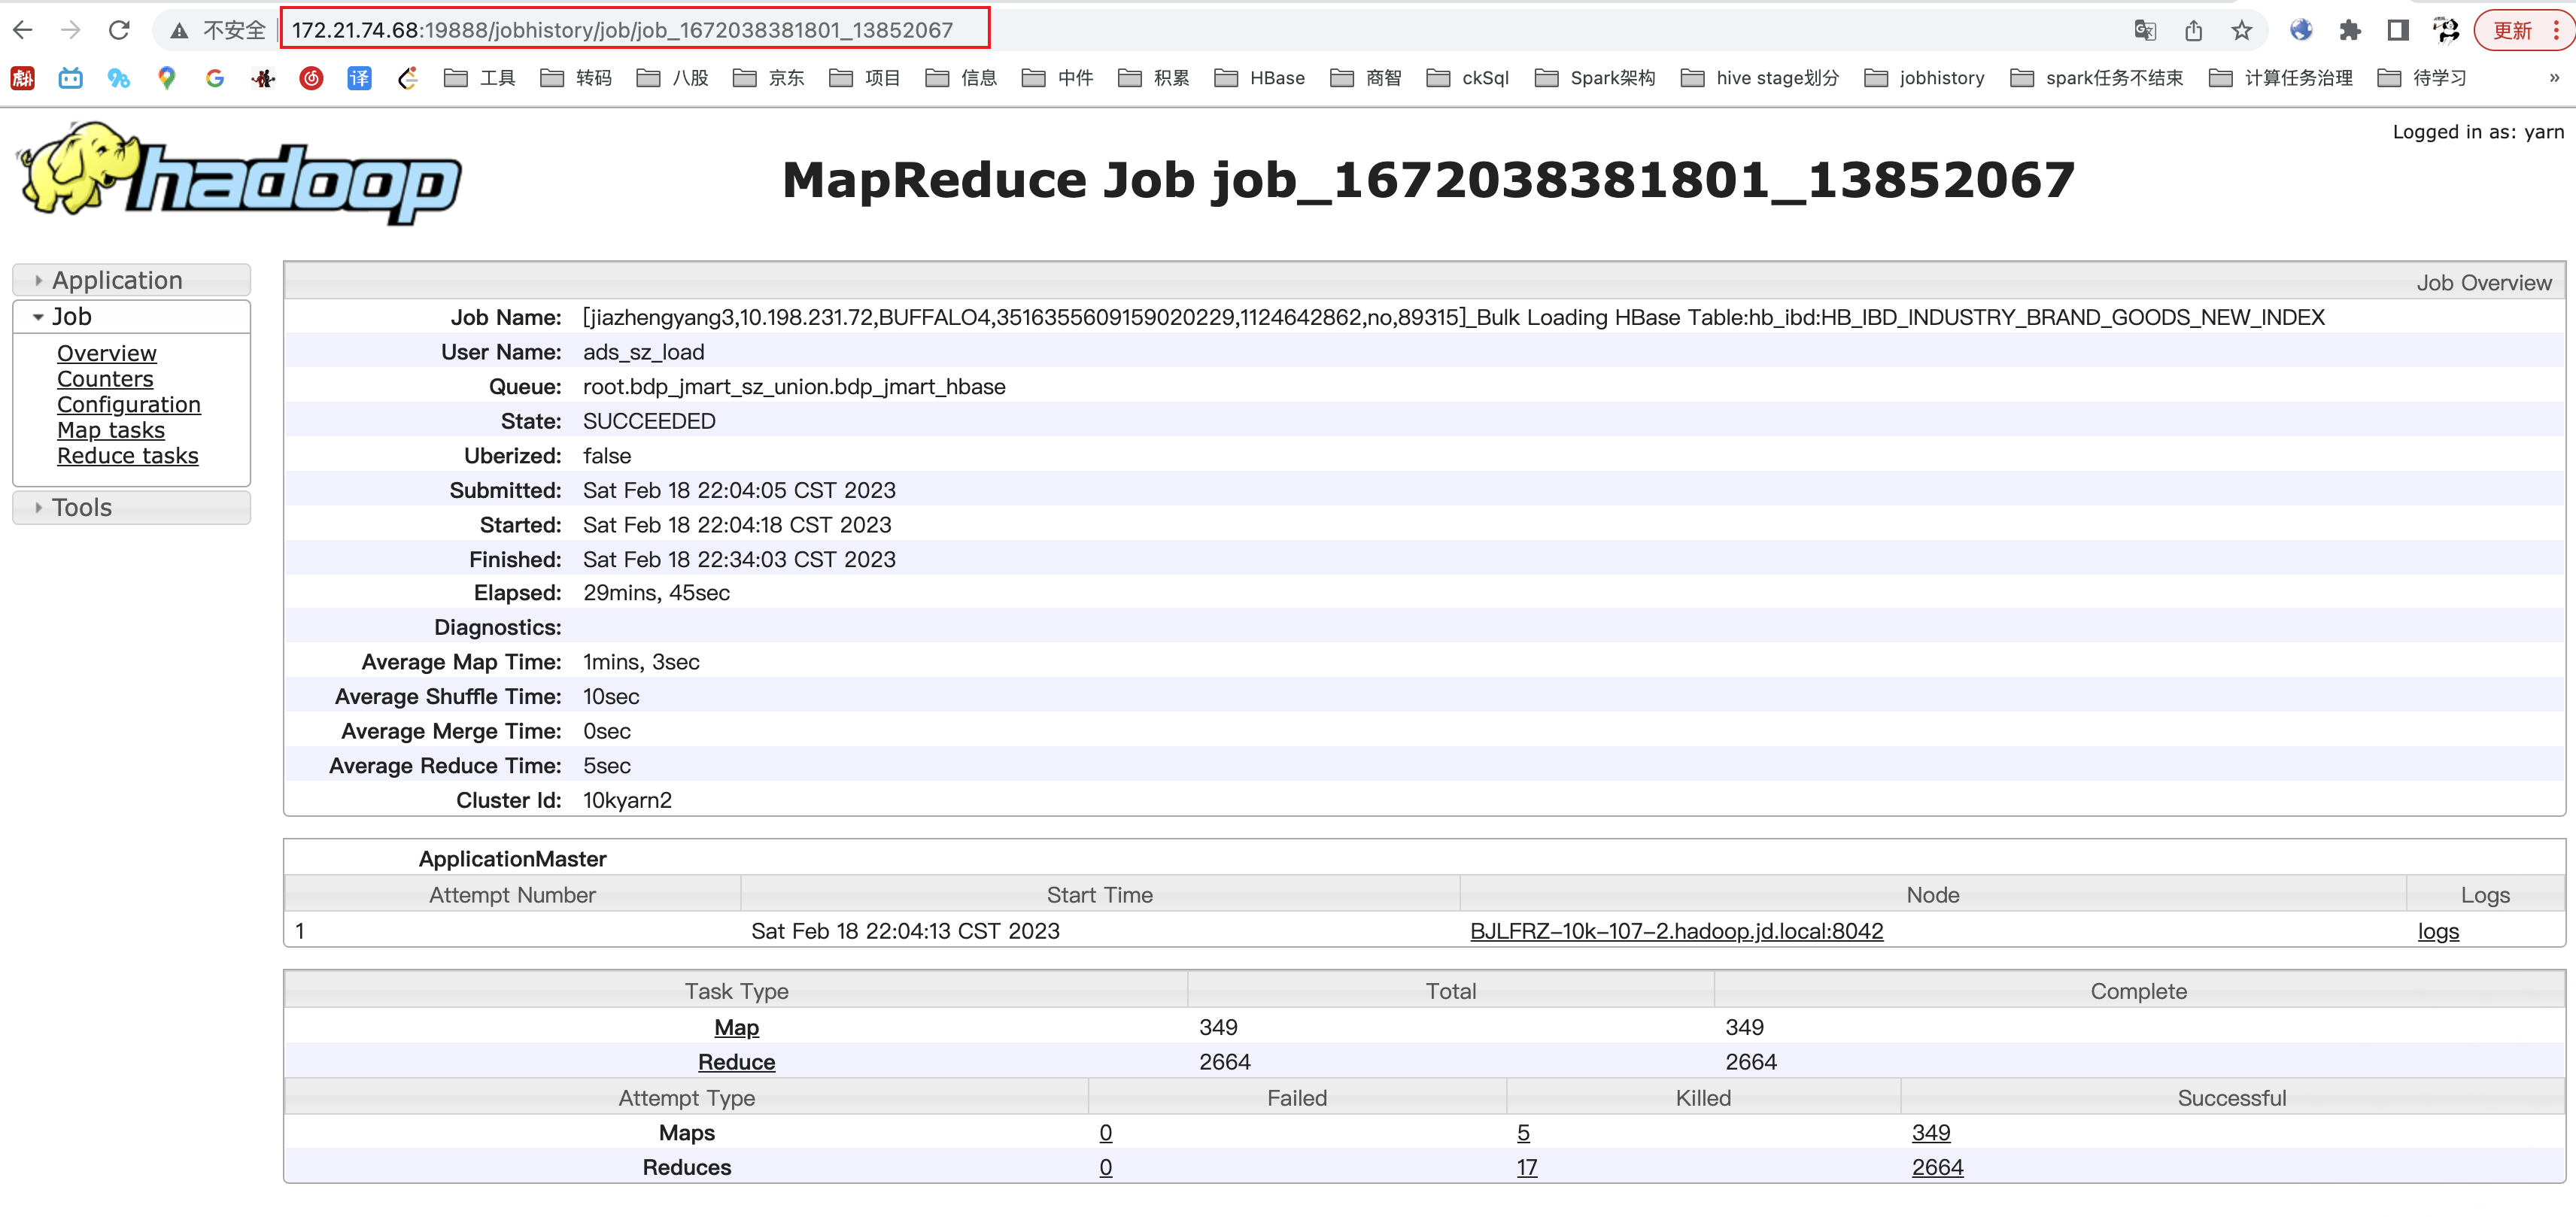 不安全 172.21.74.68:19888/jobhistory/job/job_1672038381801_13852067 更新
译 工具 转码 八股 京东 项目 信息 中件 积累 HBase 商智 ckSql Spark架构 hive stage划分 jobhistory spark任务不结束 计算任务治理 待学习 »
Logged in as: yarn
hadoop
MapReduce Job job_1672038381801_13852067
Application
Job
Overview
Counters
Configuration
Map tasks
Reduce tasks
Tools
Job Overview
Job Name: [jiazhengyang3,10.198.231.72,BUFFALO4,3516355609159020229,1124642862,no,89315]_Bulk Loading HBase Table:hb_ibd:HB_IBD_INDUSTRY_BRAND_GOODS_NEW_INDEX
User Name: ads_sz_load
Queue: root.bdp_jmart_sz_union.bdp_jmart_hbase
State: SUCCEEDED
Uberized: false
Submitted: Sat Feb 18 22:04:05 CST 2023
Started: Sat Feb 18 22:04:18 CST 2023
Finished: Sat Feb 18 22:34:03 CST 2023
Elapsed: 29mins, 45sec
Diagnostics:
Average Map Time: 1mins, 3sec
Average Shuffle Time: 10sec
Average Merge Time: 0sec
Average Reduce Time: 5sec
Cluster Id: 10kyarn2
ApplicationMaster
Attempt Number Start Time Node Logs
1 Sat Feb 18 22:04:13 CST 2023 BJLFRZ-10k-107-2.hadoop.jd.local:8042 logs
Task Type Total Complete
Map 349 349
Reduce 2664 2664
Attempt Type Failed Killed Successful
Maps 0 5 349
Reduces 0 17 2664